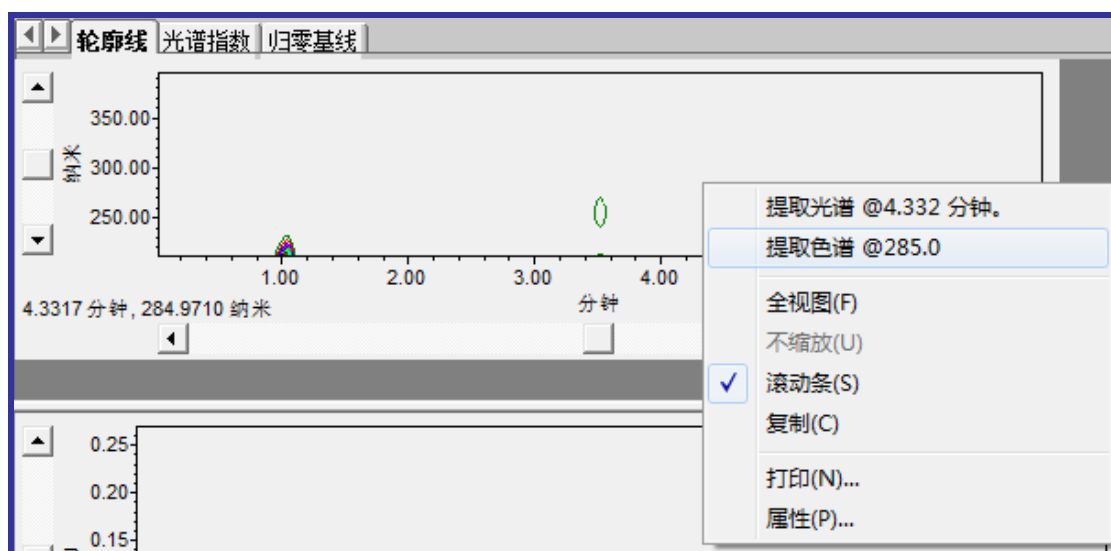 轮廓线 光谱指数 归零基线
350.00
纳米
300.00
250.00
1.00 2.00 3.00 4.00
分钟
4.3317 分钟, 284.9710 纳米
提取光谱 @4.332 分钟。
提取色谱 @285.0
全视图(F)
不缩放(U)
滚动条(S)
复制(C)
打印(N)...
属性(P)...
0.25
0.20
0.15